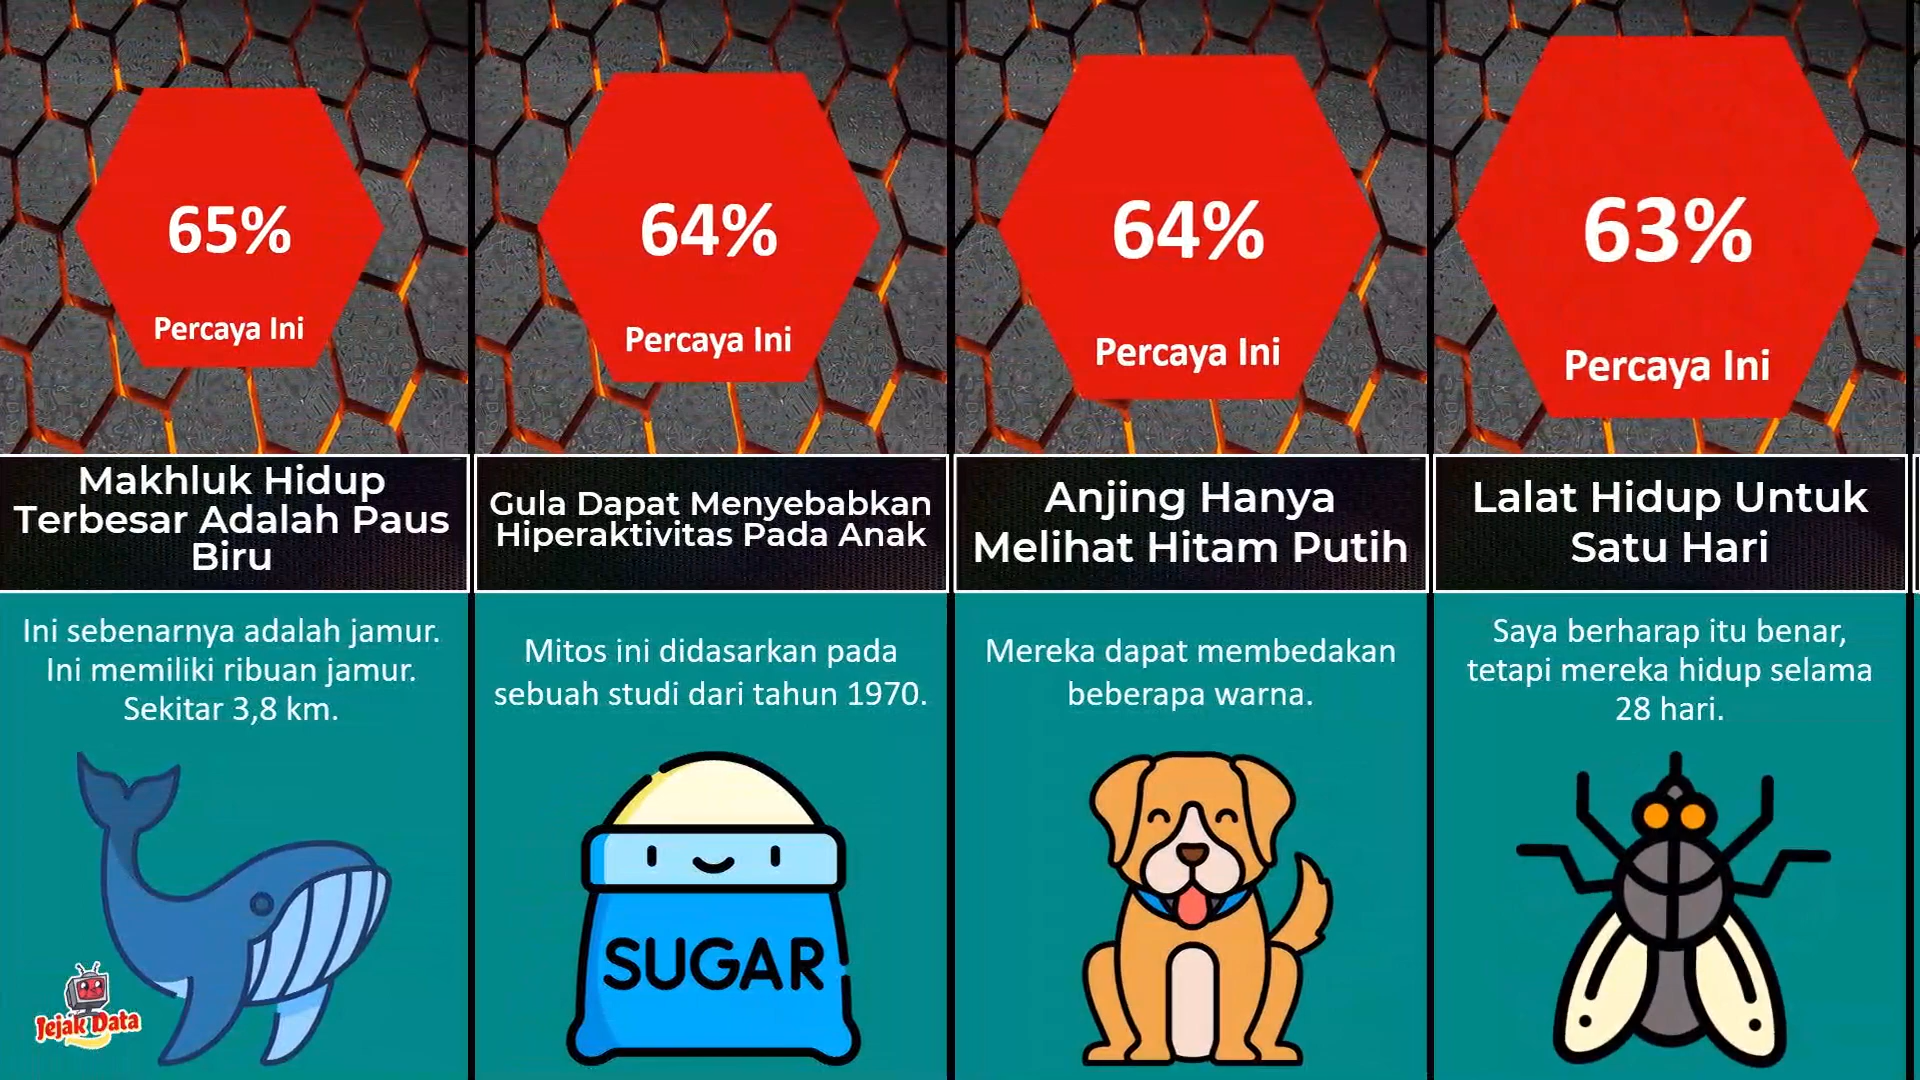 65%
Percaya Ini
Makhluk Hidup
Terbesar Adalah Paus
Biru
Ini sebenarnya adalah jamur.
Ini memiliki ribuan jamur.
Sekitar 3,8 km.
Jejak Data
64%
Percaya Ini
Gula Dapat Menyebabkan
Hiperaktivitas Pada Anak
Mitos ini didasarkan pada
sebuah studi dari tahun 1970.
SUGAR
64%
Percaya Ini
Anjing Hanya
Melihat Hitam Putih
Mereka dapat membedakan
beberapa warna.
63%
Percaya Ini
Lalat Hidup Untuk
Satu Hari
Saya berharap itu benar,
tetapi mereka hidup selama
28 hari.